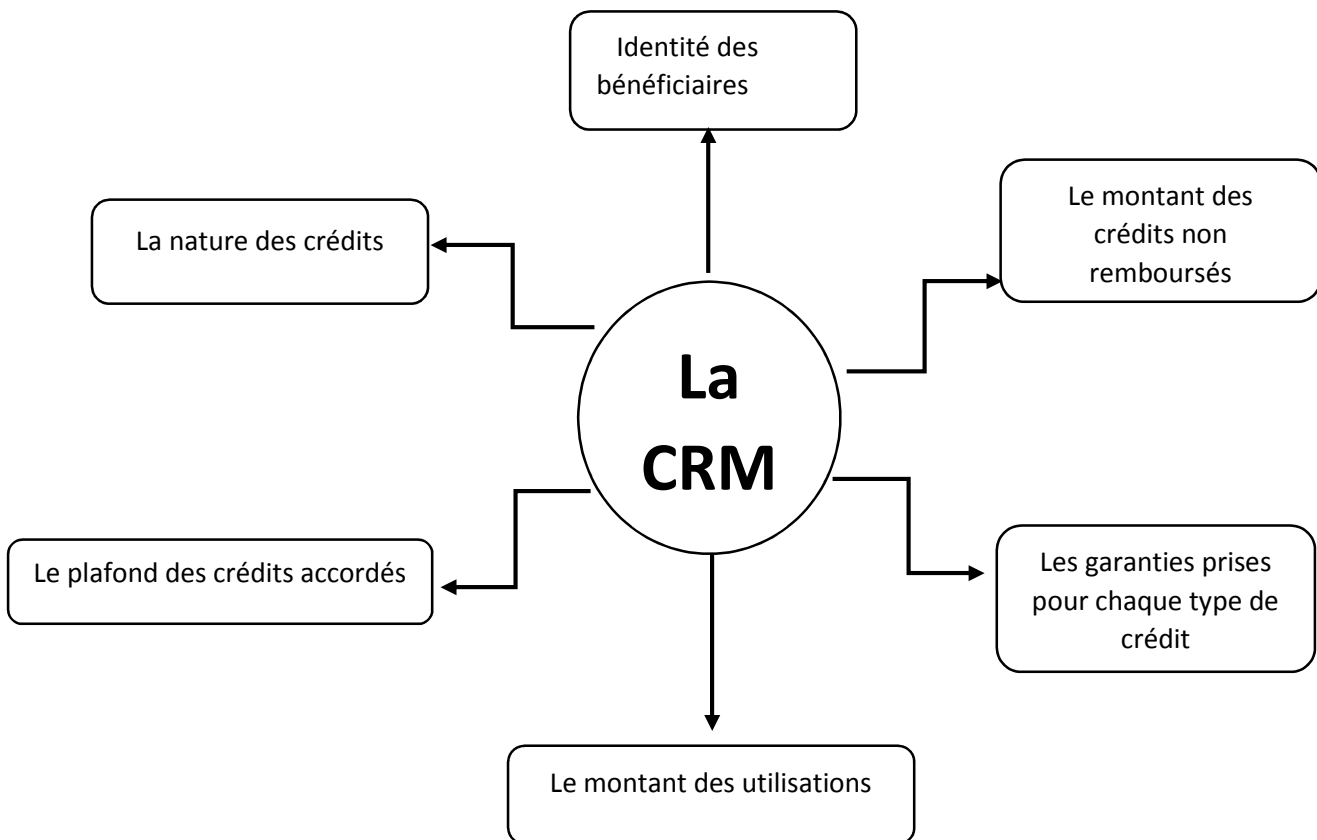 Identité des
bénéficiaires
Le montant des
crédits non
remboursés
La nature des crédits
La
CRM
Le plafond des crédits accordés
Les garanties prises
pour chaque type de
crédit
Le montant des utilisations